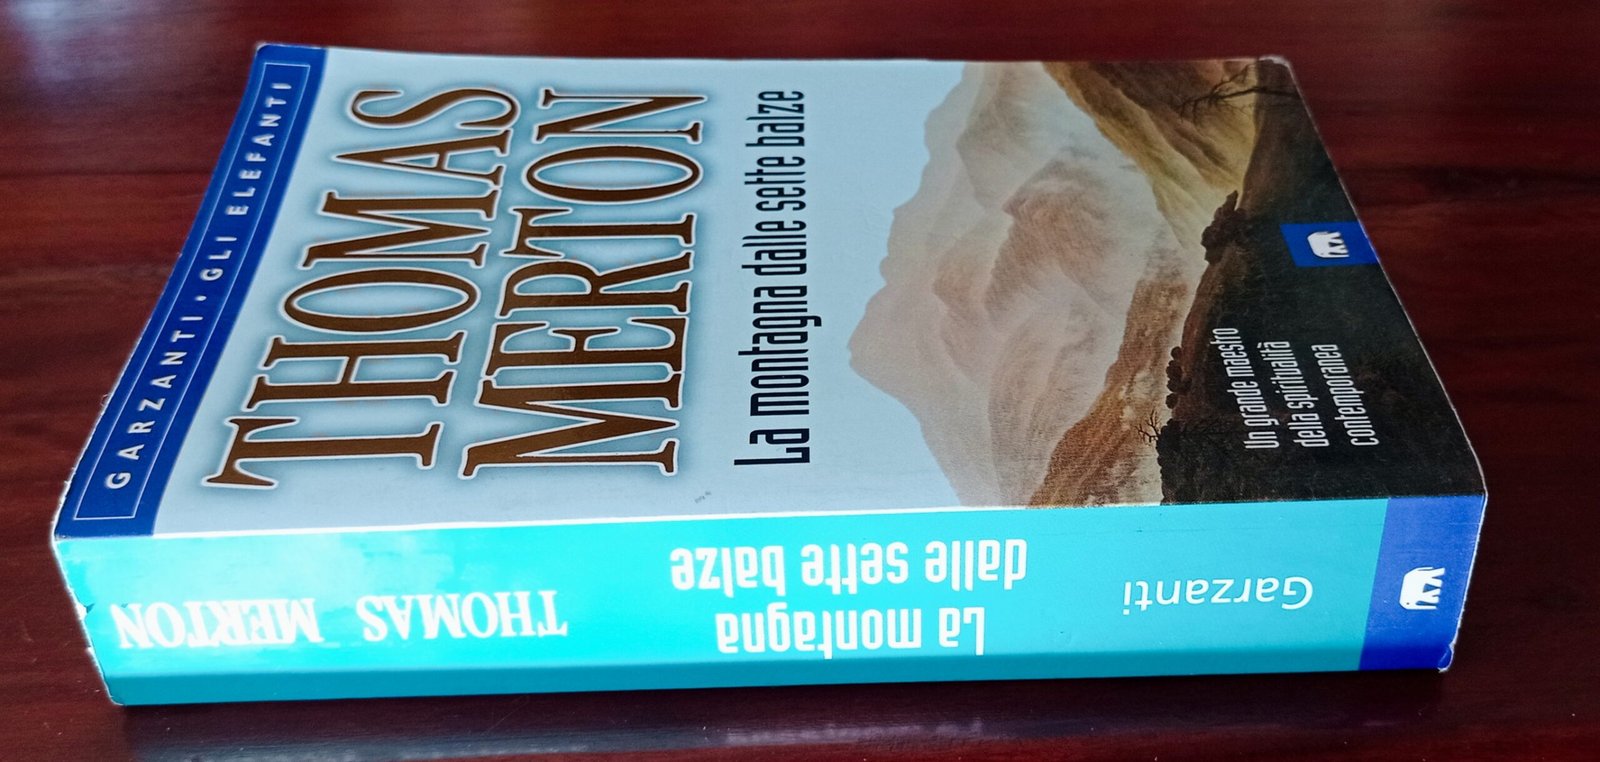 GARZANTI · GLI ELEFANTI
THOMAS
MERTON
La montagna dalle sette balze
Un grande maestro
della spiritualità
contemporanea
THOMAS MERTON
La montagna
dalle sette balze
Garzanti